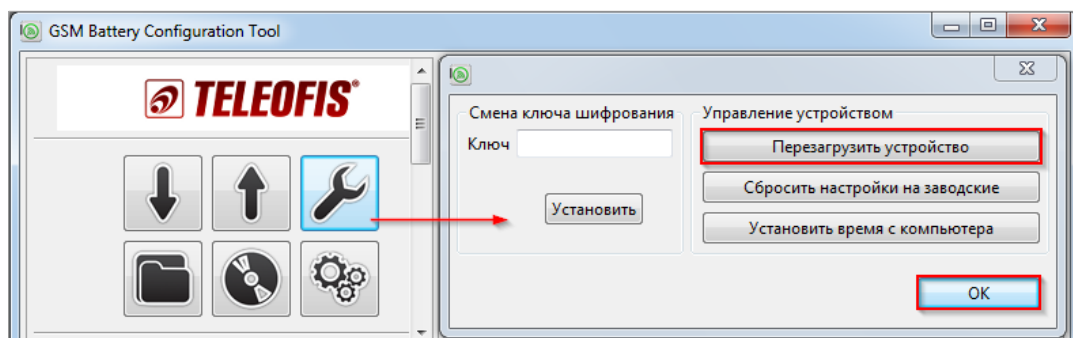 GSM Battery Configuration Tool
TELEOFIS®
Смена ключа шифрования
Ключ
Установить
Управление устройством
Перезагрузить устройство
Сбросить настройки на заводские
Установить время с компьютера
OK